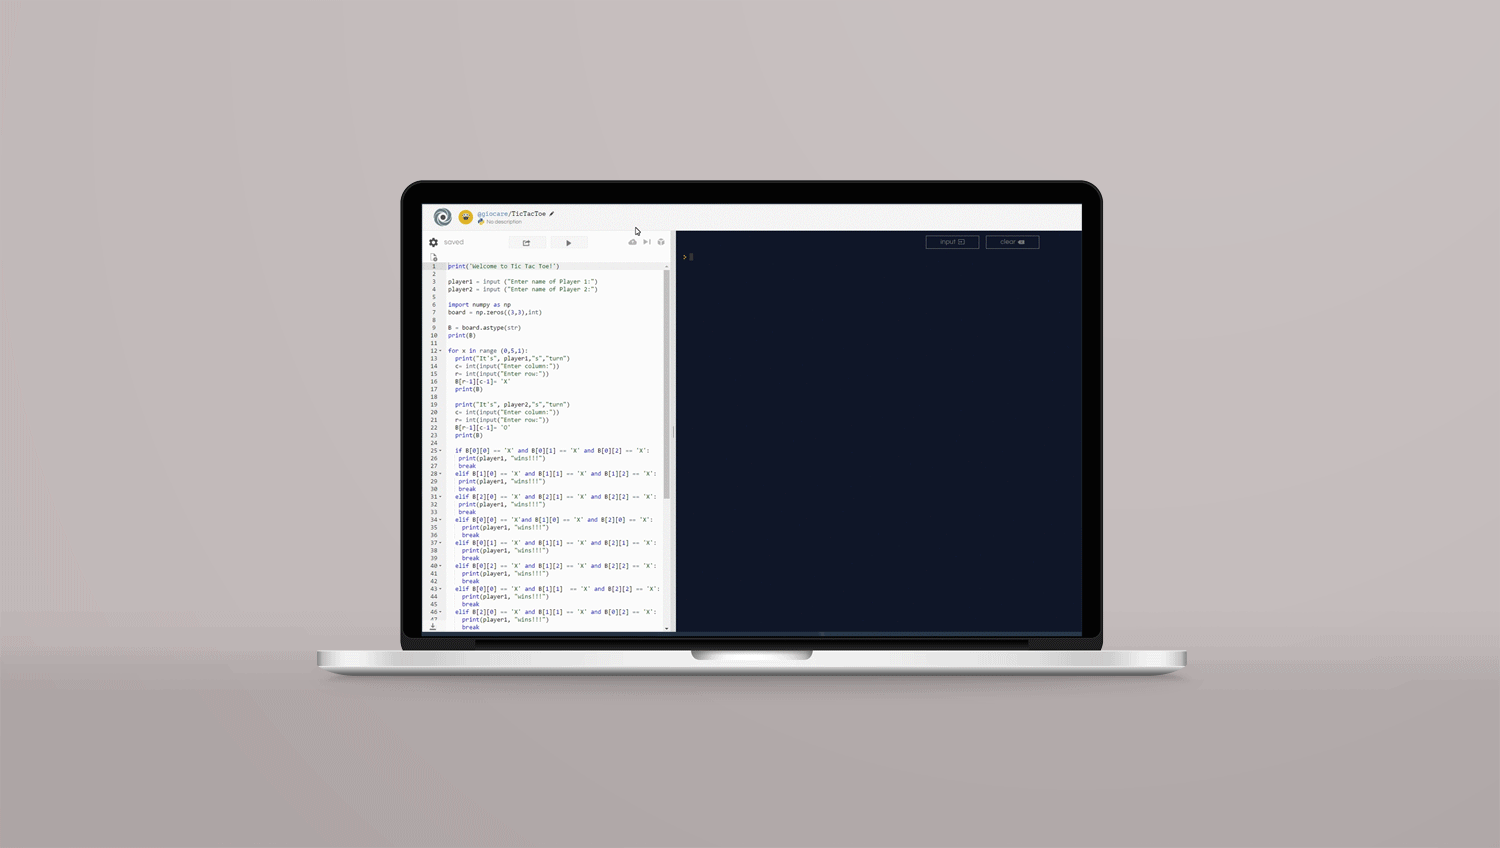 @giocare/TicTacToe
No description
saved
input
clear
1 print('Welcome to Tic Tac Toe!')
2
3 player1 = input ("Enter name of Player 1:")
4 player2 = input ("Enter name of Player 2:")
5
6 import numpy as np
7 board = np.zeros((3,3),int)
8
9 B = board.astype(str)
10 print(B)
11
12 for x in range (0,5,1):
13 print("It's", player1,"s","turn")
14 c= int(input("Enter column:"))
15 r= int(input("Enter row:"))
16 B[r-1][c-1]= 'X'
17 print(B)
18
19 print("It's", player2,"s","turn")
20 c= int(input("Enter column:"))
21 r= int(input("Enter row:"))
22 B[r-1][c-1]= 'O'
23 print(B)
24
25 if B[0][0] == 'X' and B[0][1] == 'X' and B[0][2] == 'X':
26 print(player1, "wins!!!")
27 break
28 elif B[1][0] == 'X' and B[1][1] == 'X' and B[1][2] == 'X':
29 print(player1, "wins!!!")
30 break
31 elif B[2][0] == 'X' and B[2][1] == 'X' and B[2][2] == 'X':
32 print(player1, "wins!!!")
33 break
34 elif B[0][0] == 'X'and B[1][0] == 'X' and B[2][0] == 'X':
35 print(player1, "wins!!!")
36 break
37 elif B[0][1] == 'X' and B[1][1] == 'X' and B[2][1] == 'X':
38 print(player1, "wins!!!")
39 break
40 elif B[0][2] == 'X' and B[1][2] == 'X' and B[2][2] == 'X':
41 print(player1, "wins!!!")
42 break
43 elif B[0][0] == 'X' and B[1][1]  == 'X' and B[2][2] == 'X':
44 print(player1, "wins!!!")
45 break
46 elif B[2][0] == 'X' and B[1][1] == 'X' and B[0][2] == 'X':
47 print(player1, "wins!!!")
break